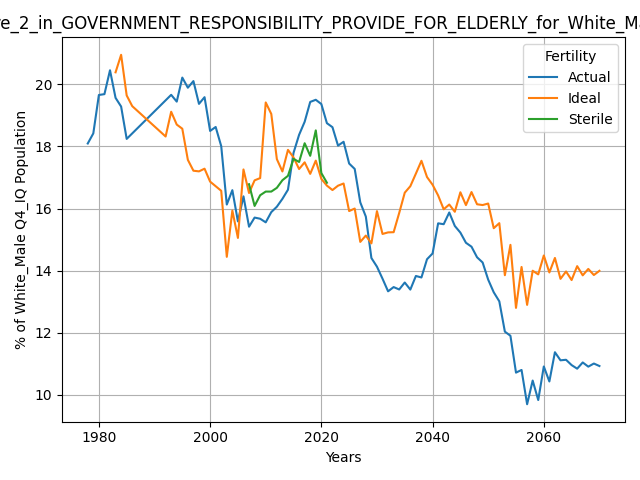 re_2_in_GOVERNMENT_RESPONSIBILITY_PROVIDE_FOR_ELDERLY_for_White_Ma
Fertility
Actual
Ideal
Sterile
% of White_Male Q4_IQ Population
20
18
16
14
12
10
1980
2000
2020
2040
2060
Years